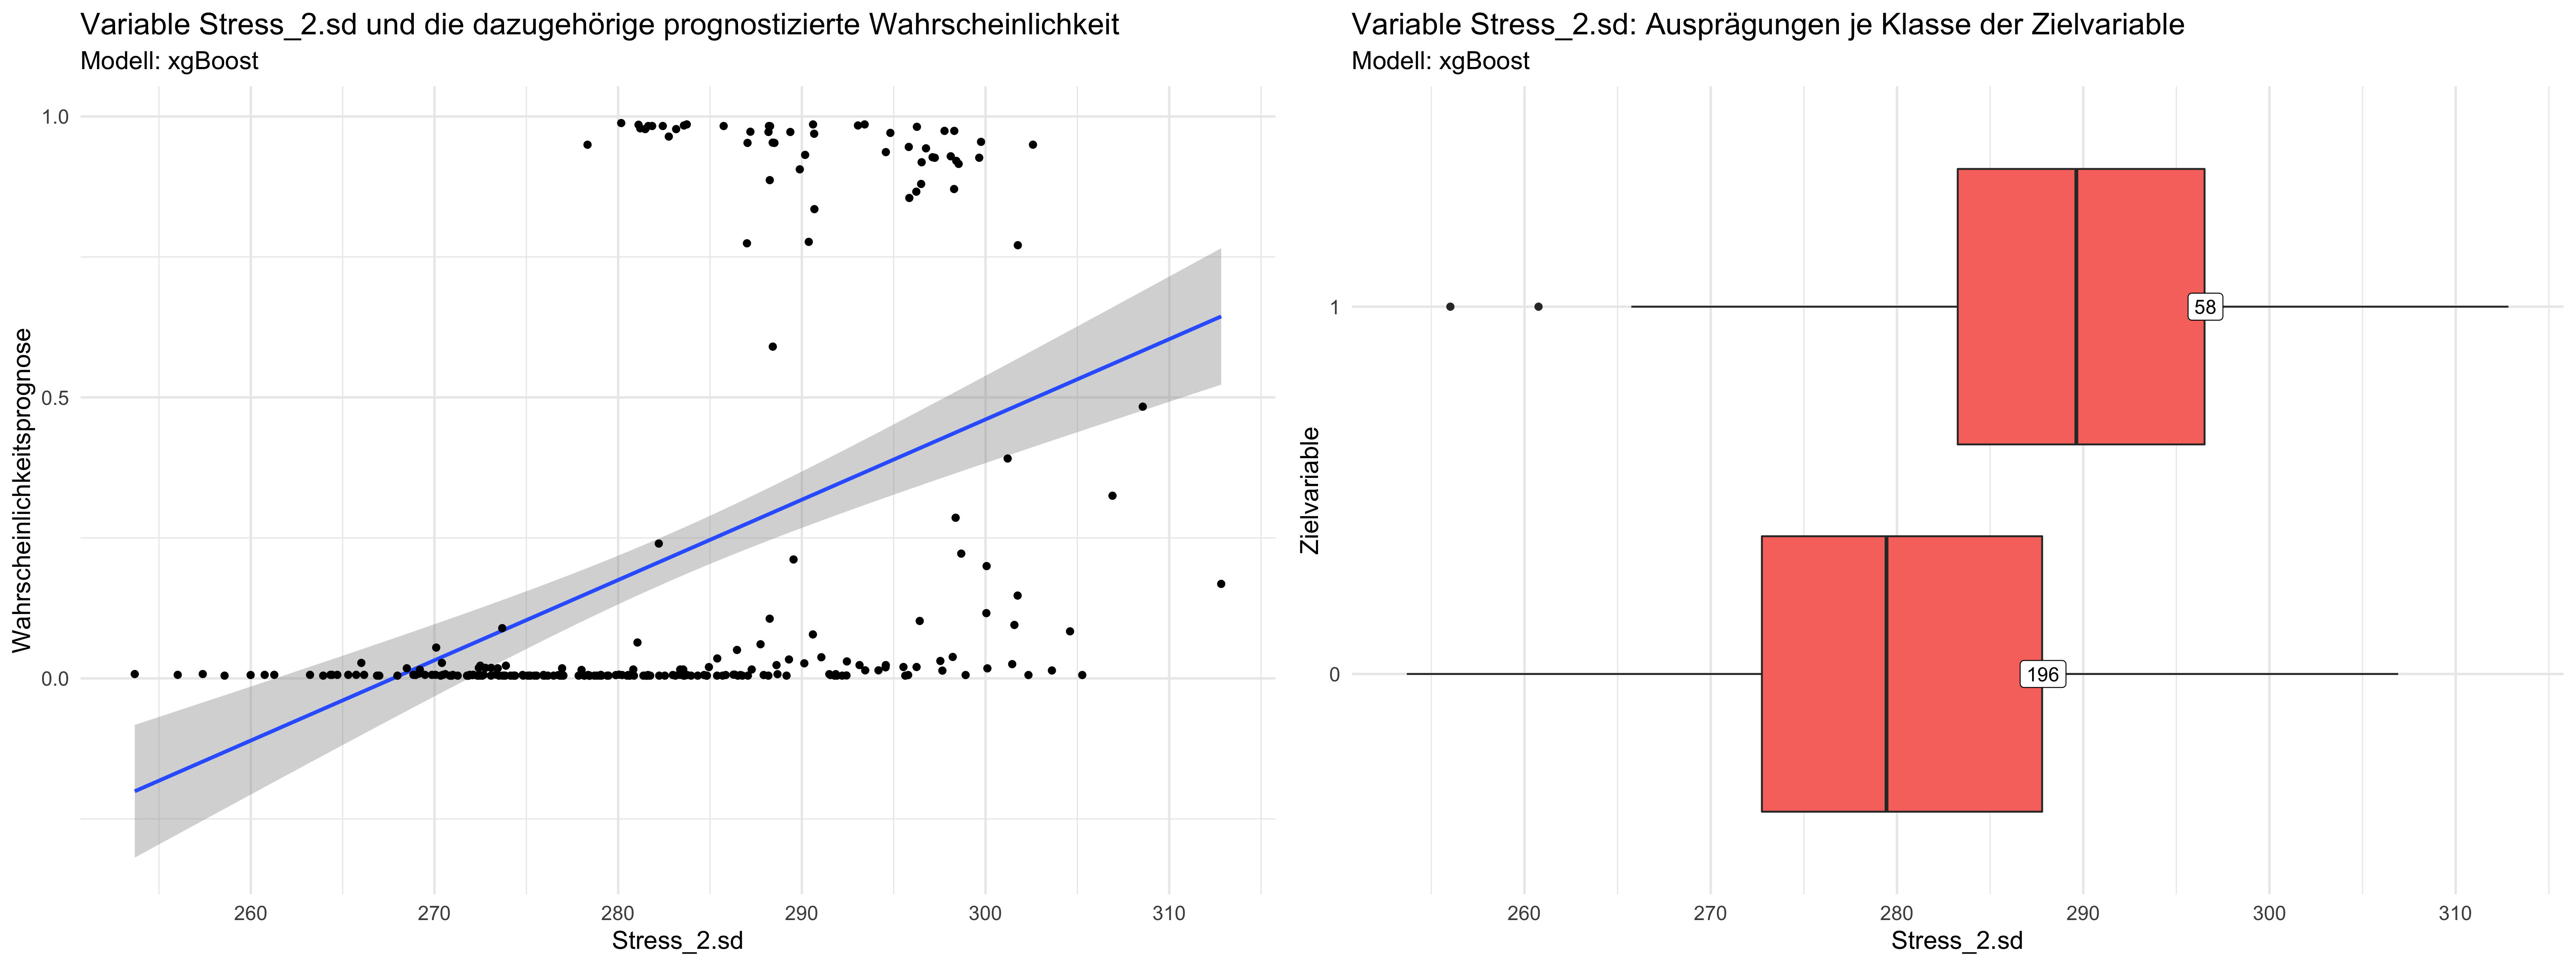 Variable Stress_2.sd und die dazugehörige prognostizierte Wahrscheinlichkeit
Modell: xgBoost
Wahrscheinlichkeitsprognose
1.0
0.5
0.0
260 270 280 290 300 310
Stress_2.sd
Variable Stress_2.sd: Ausprägungen je Klasse der Zielvariable
Modell: xgBoost
Zielvariable
1
58
0
196
260 270 280 290 300 310
Stress_2.sd